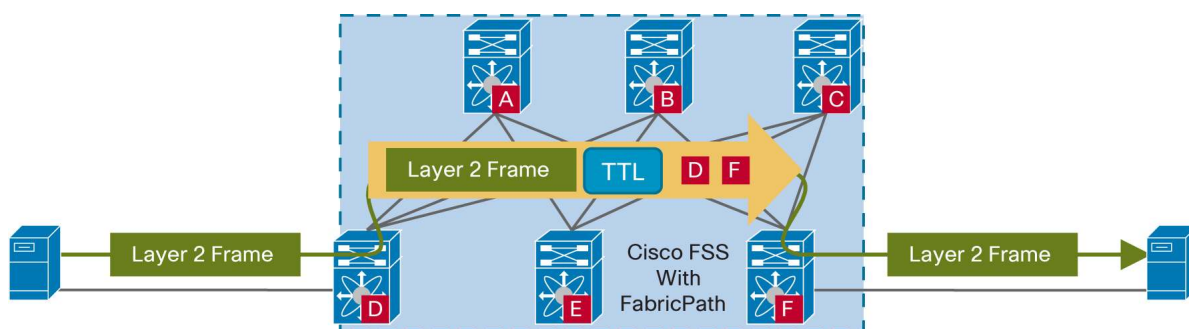 A
B
C
Layer 2 Frame
TTL
D
F
Layer 2 Frame
Layer 2 Frame
Cisco FSS
With
FabricPath
D
E
F